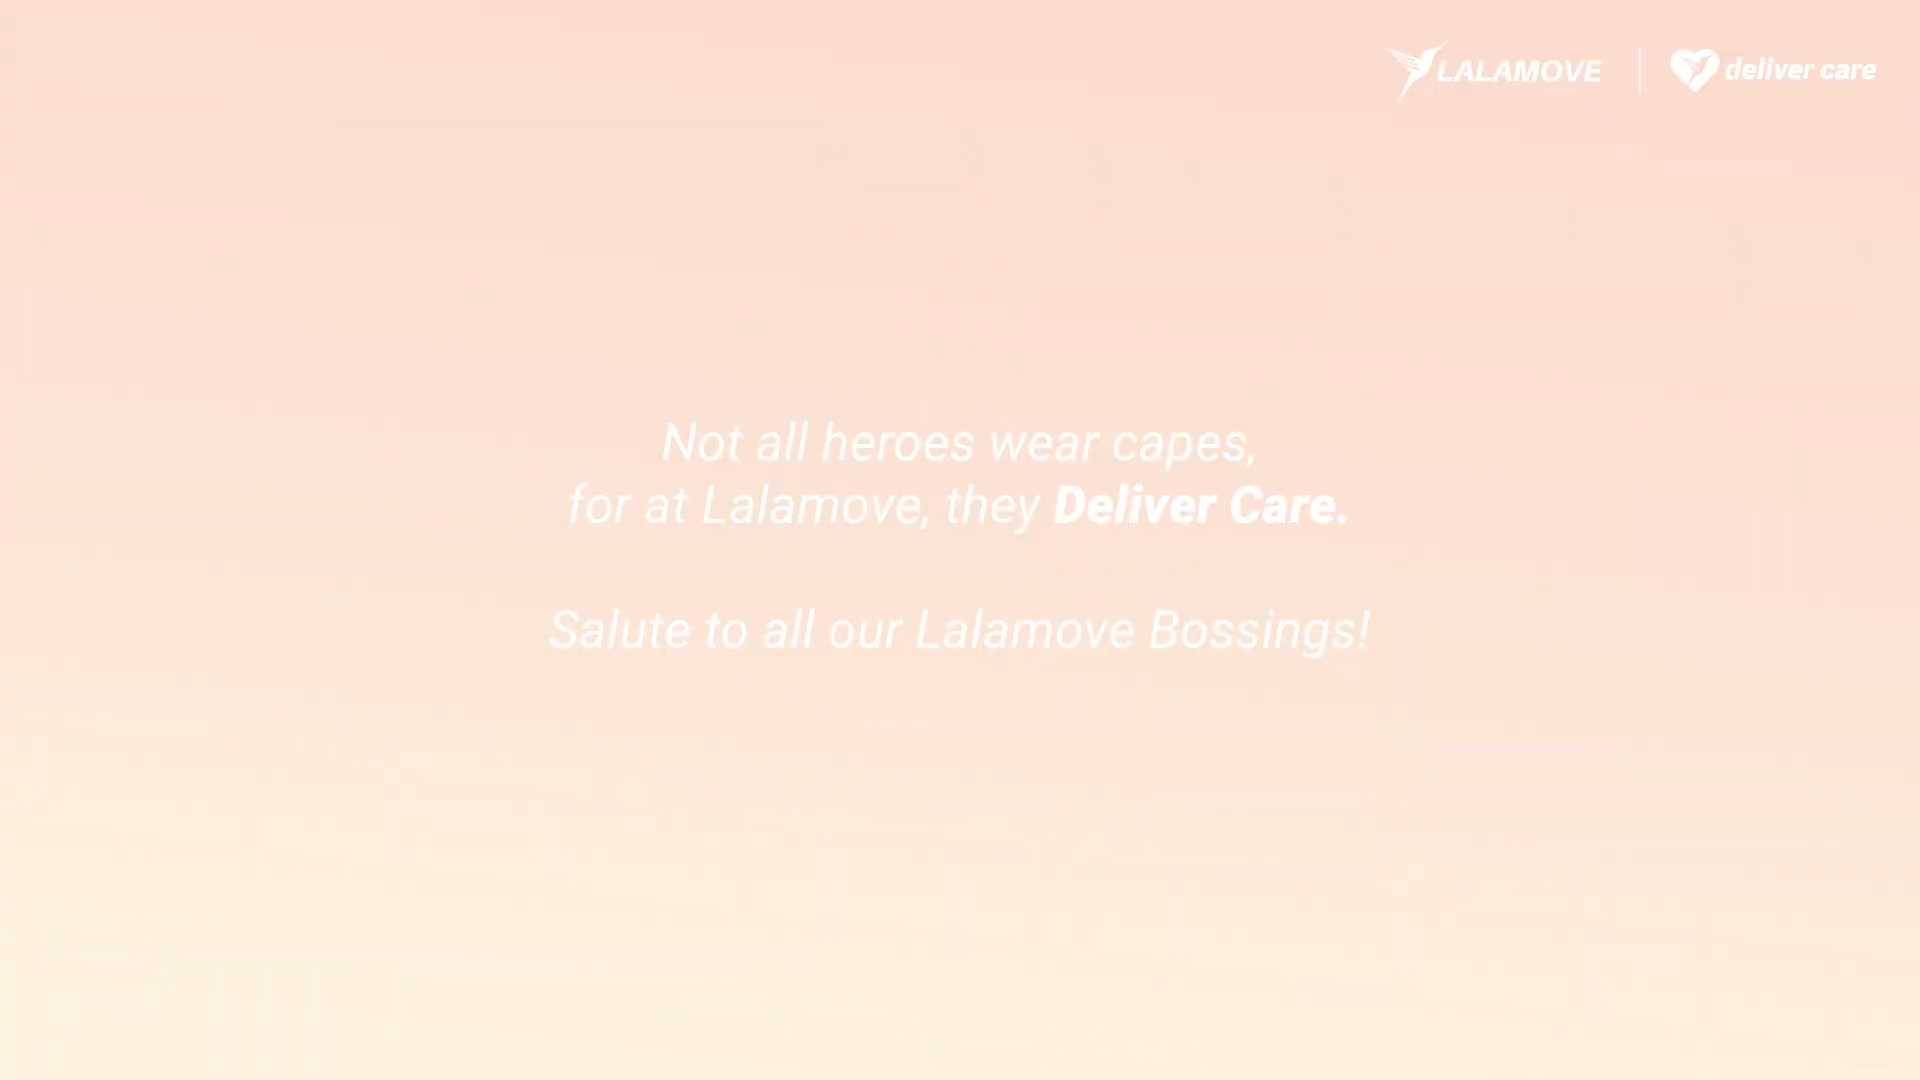 LALAMOVE
deliver care
Not all heroes wear capes,
for at Lalamove, they Deliver Care.
Salute to all our Lalamove Bossings!